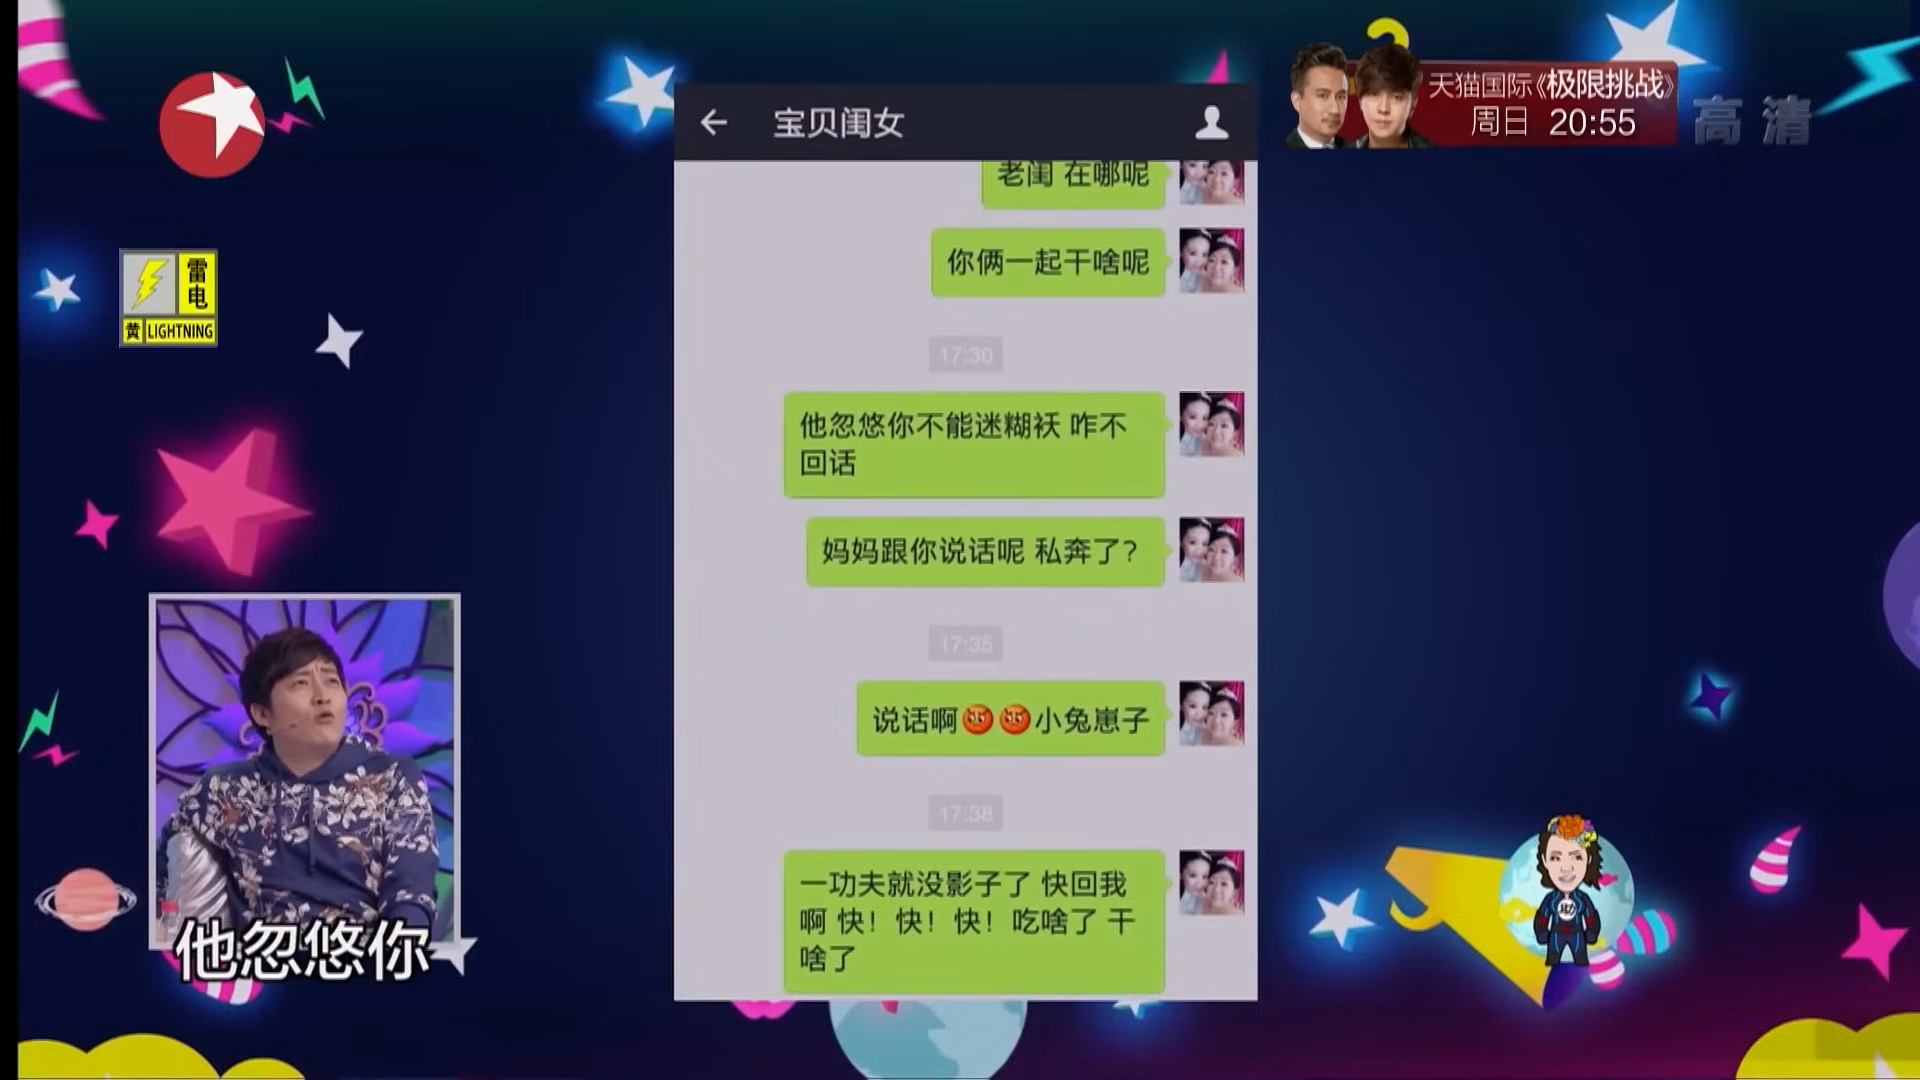 天猫国际《极限挑战》
周日 20:55
高清
雷电
黄 LIGHTNING
宝贝闺女
老闺 在哪呢
你俩一起干啥呢
17:30
他忽悠你不能迷糊袄 咋不
回话
妈妈跟你说话呢 私奔了?
17:35
说话啊😡😡小兔崽子
17:38
一功夫就没影子了 快回我
啊 快！快！快！吃啥了 干
啥了
他忽悠你